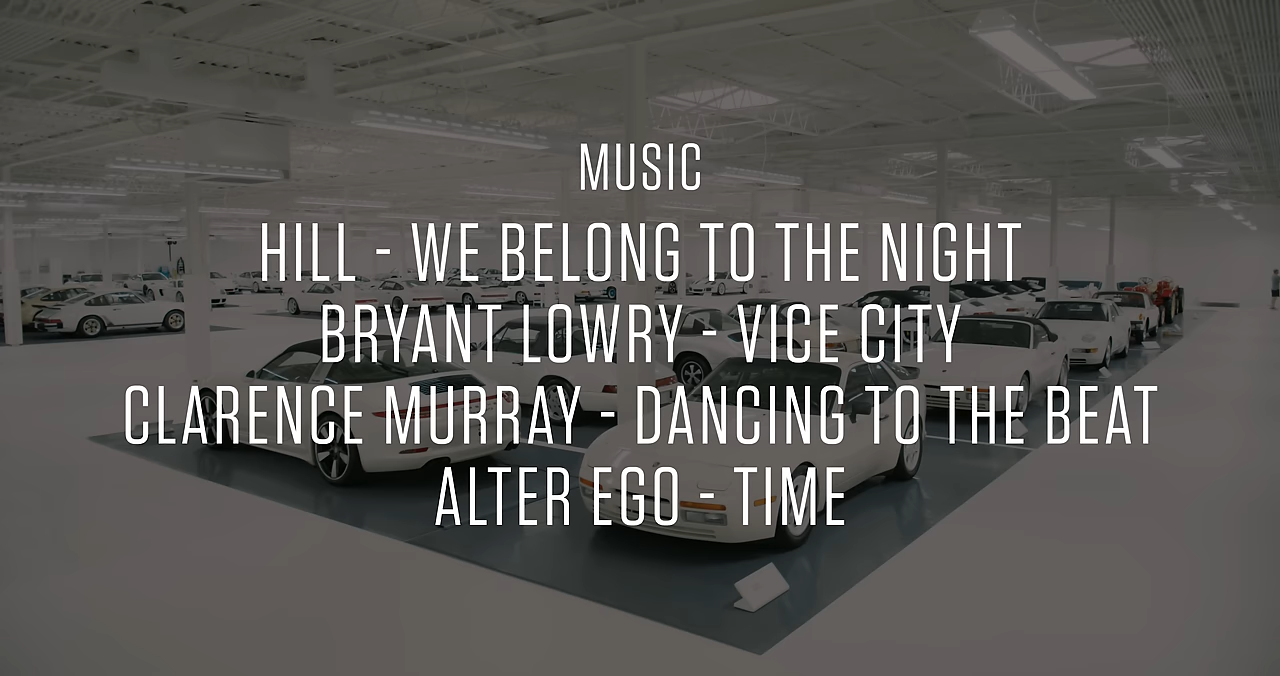 MUSIC
HILL - WE BELONG TO THE NIGHT
BRYANT LOWRY - VICE CITY
CLARENCE MURRAY - DANCING TO THE BEAT
ALTER EGO - TIME